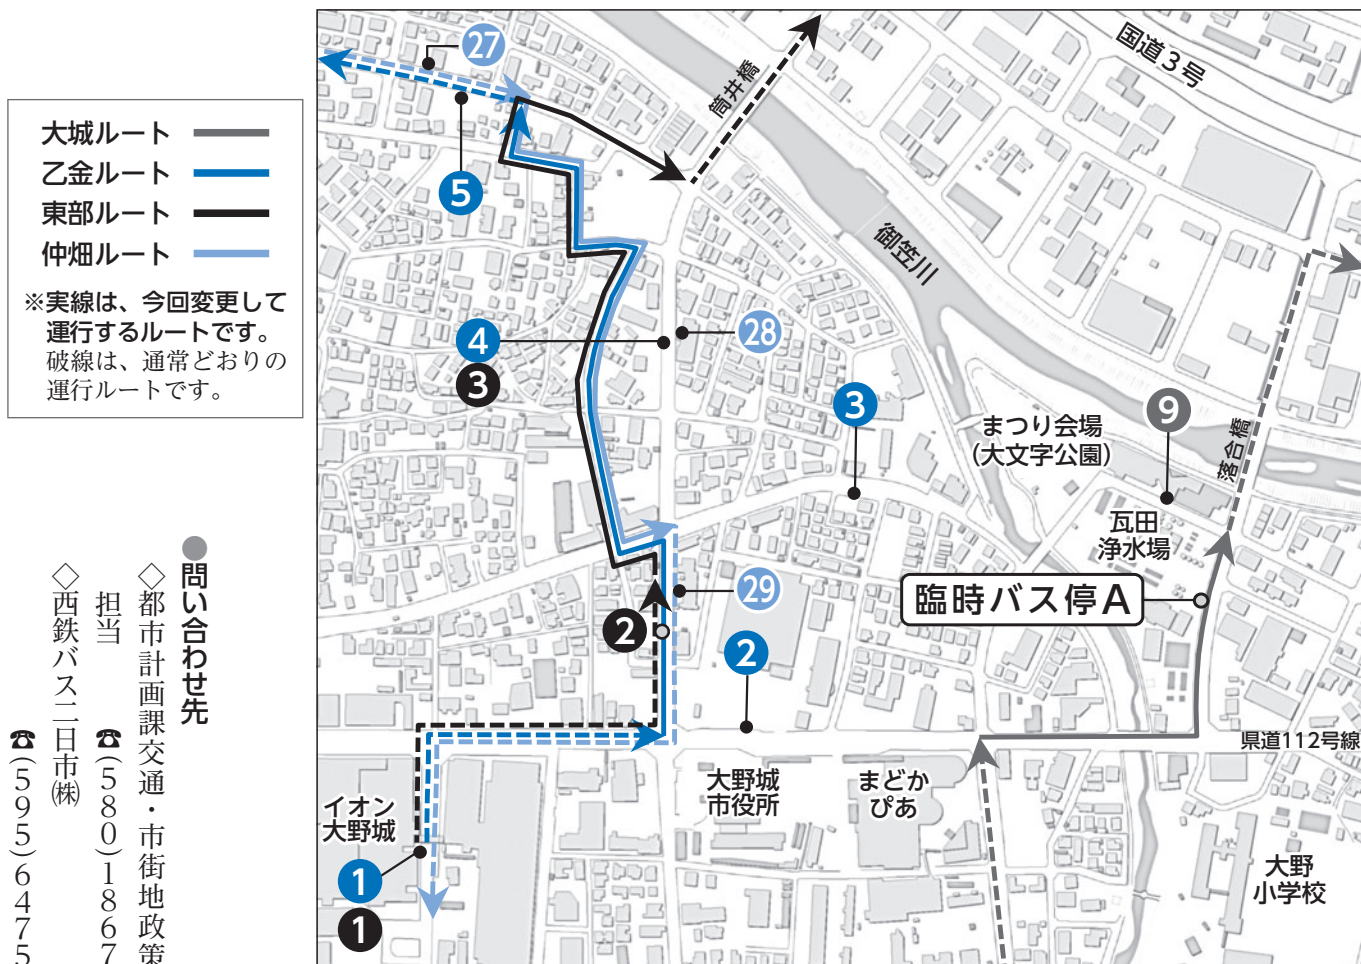 大城ルート
乙金ルート
東部ルート
仲畑ルート
※実線は、今回変更して
運行するルートです。
破線は、通常どおりの
運行ルートです。
●問い合わせ先
◇都市計画課交通・市街地政策
担当
☎(580)1867
◇西鉄バス二日市㈱
☎(595)6475
27
5
筒井橋
国道3号
御笠川
4
3
28
3
まつり会場
(大文字公園)
9
落合橋
瓦田
浄水場
臨時バス停A
29
2
2
県道112号線
イオン
大野城
1
1
大野城
市役所
まどか
ぴあ
大野
小学校